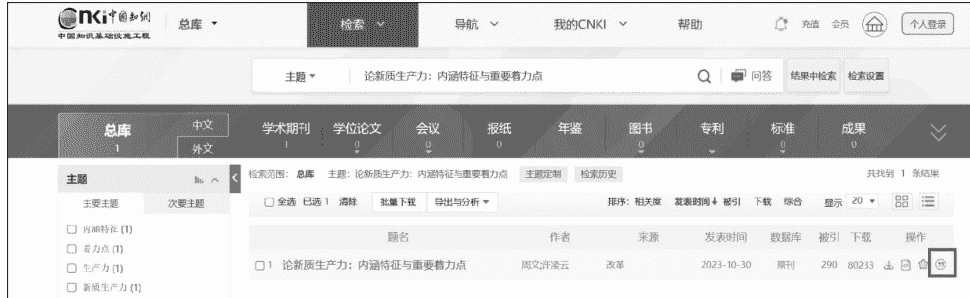 CNKi中国知网
中国知识基础设施工程
总库
检索
导航
我的CNKI
帮助
充值 会员
个人登录
主题
论新质生产力：内涵特征与重要着力点
问答
结果中检索
检索设置
总库
1
中文
外文
学术期刊
1
学位论文
0
会议
0
报纸
0
年鉴
图书
0
专利
标准
0
成果
0
主题
主要主题 次要主题
内涵特征 (1)
着力点 (1)
生产力 (1)
新质生产力 (1)
检索范围：总库 主题：论新质生产力：内涵特征与重要着力点 主题定制 检索历史 共找到 1 条结果
全选 已选 1 清除 批量下载 导出与分析 排序：相关度 发表时间↓ 被引 下载 综合 显示 20
题名 作者 来源 发表时间 数据库 被引 下载 操作
1 论新质生产力：内涵特征与重要着力点 周文;许凌云 改革 2023-10-30 期刊 290 80233